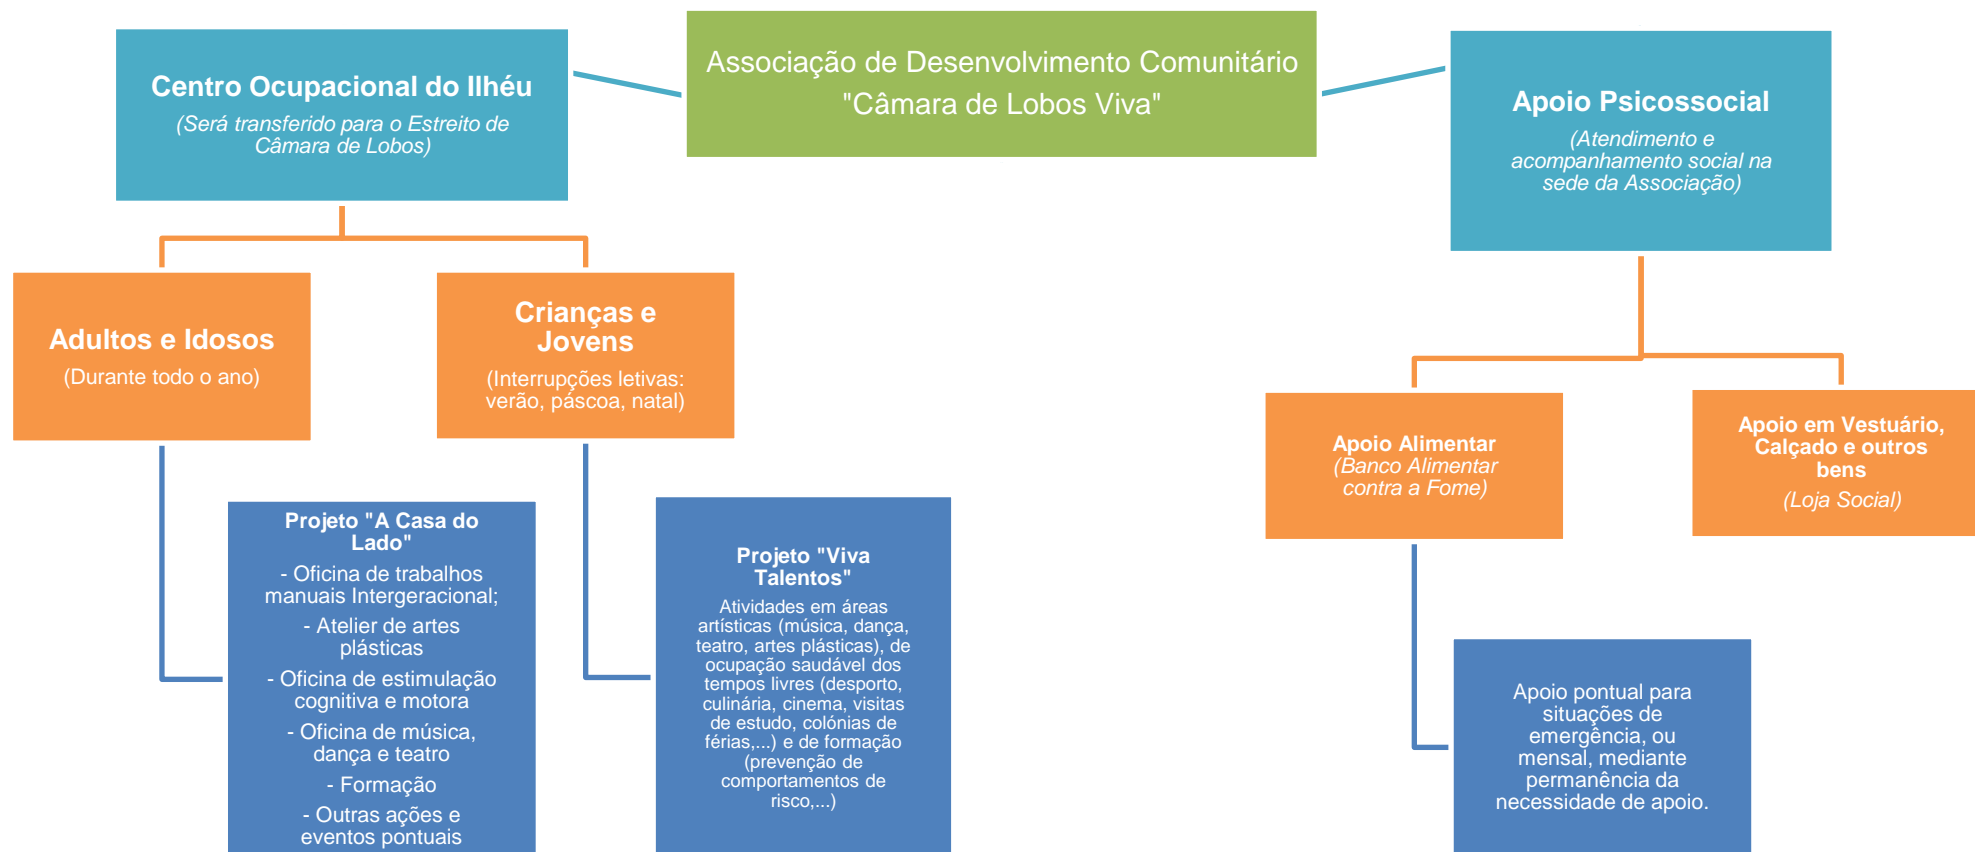 Associação de Desenvolvimento Comunitário
"Câmara de Lobos Viva"
Centro Ocupacional do Ilhéu
(Será transferido para o Estreito de
Câmara de Lobos)
Apoio Psicossocial
(Atendimento e
acompanhamento social na
sede da Associação)
Adultos e Idosos
(Durante todo o ano)
Crianças e
Jovens
(Interrupções letivas:
verão, páscoa, natal)
Apoio Alimentar
(Banco Alimentar
contra a Fome)
Apoio em Vestuário,
Calçado e outros
bens
(Loja Social)
Projeto "A Casa do
Lado"
- Oficina de trabalhos
manuais Intergeracional;
- Atelier de artes
plásticas
- Oficina de estimulação
cognitiva e motora
- Oficina de música,
dança e teatro
- Formação
- Outras ações e
eventos pontuais
Projeto "Viva
Talentos"
Atividades em áreas
artísticas (música, dança,
teatro, artes plásticas), de
ocupação saudável dos
tempos livres (desporto,
culinária, cinema, visitas
de estudo, colónias de
férias,...) e de formação
(prevenção de
comportamentos de
risco,...)
Apoio pontual para
situações de
emergência, ou
mensal, mediante
permanência da
necessidade de apoio.